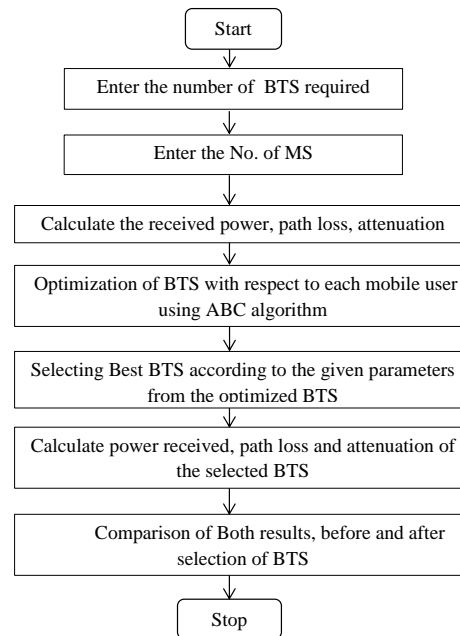 Start
Enter the number of BTS required
Enter the No. of MS
Calculate the received power, path loss, attenuation
Optimization of BTS with respect to each mobile user
using ABC algorithm
Selecting Best BTS according to the given parameters
from the optimized BTS
Calculate power received, path loss and attenuation of
the selected BTS
Comparison of Both results, before and after
selection of BTS
Stop